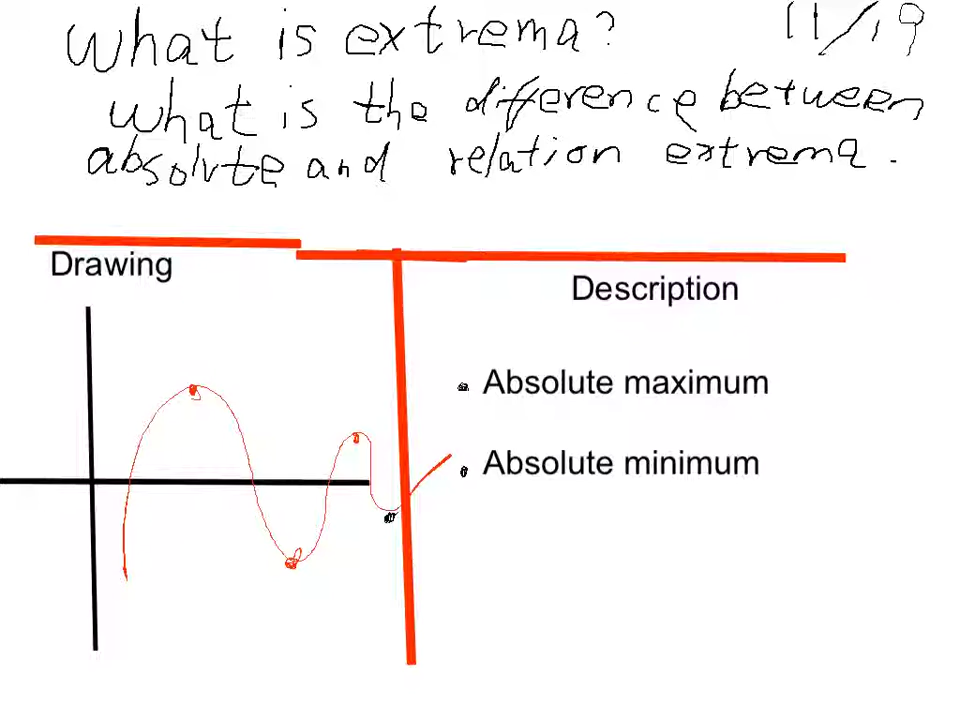 What is extrema? 11/19
What is the difference between
absolute and relation extrema.
Drawing
Description
Absolute maximum
Absolute minimum